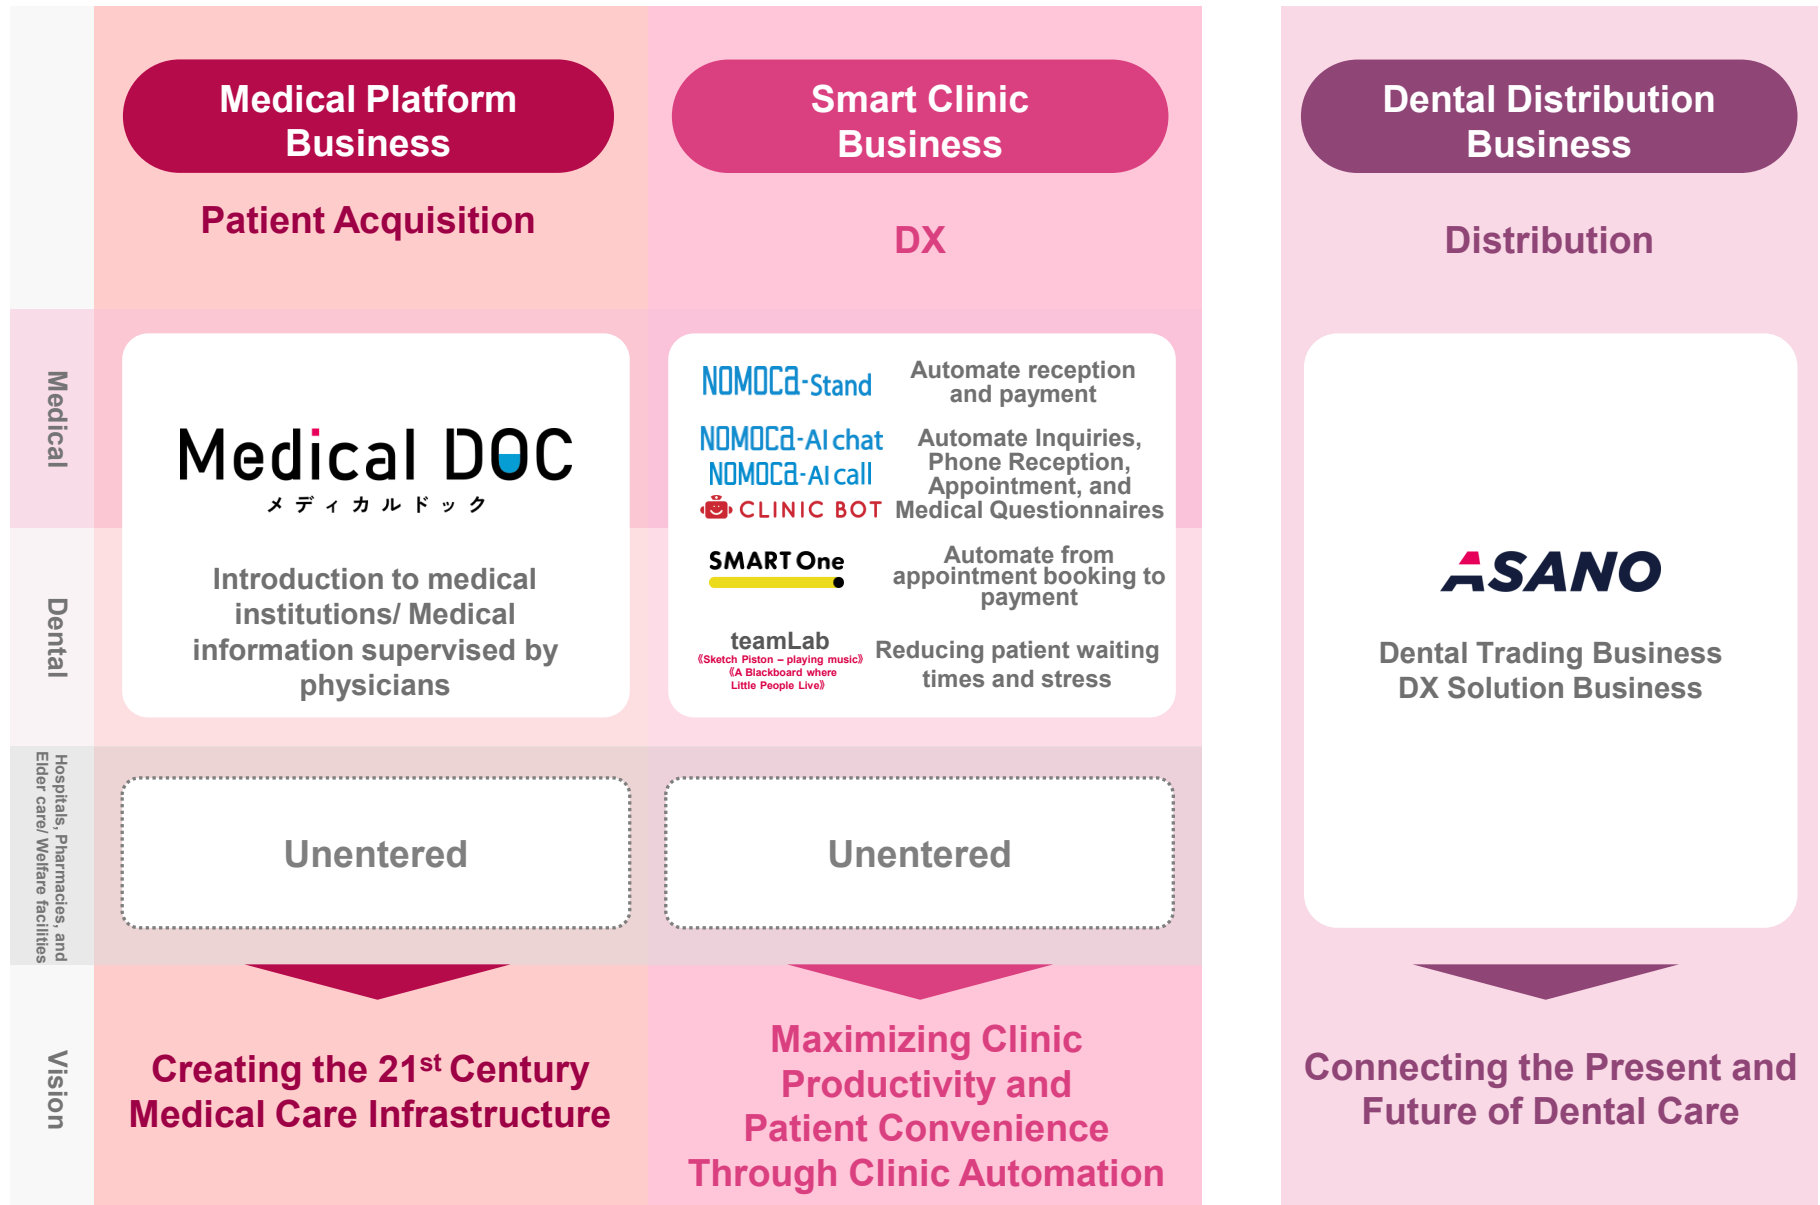 Medical Platform
Business
Patient Acquisition
Smart Clinic
Business
DX
Dental Distribution
Business
Distribution
Medical
Dental
Hospitals, Pharmacies, and
Elder care/ Welfare facilities
Vision
Medical DOC
メディカルドック
Introduction to medical
institutions/ Medical
information supervised by
physicians
NOMOCa-Stand
Automate reception
and payment
NOMOCa-AI chat
NOMOCa-AI call
CLINIC BOT
Automate Inquiries,
Phone Reception,
Appointment, and
Medical Questionnaires
SMART One
Automate from
appointment booking to
payment
teamLab
《Sketch Piston – playing music》
《A Blackboard where
Little People Live》
Reducing patient waiting
times and stress
ASANO
Dental Trading Business
DX Solution Business
Unentered
Unentered
Creating the 21st Century
Medical Care Infrastructure
Maximizing Clinic
Productivity and
Patient Convenience
Through Clinic Automation
Connecting the Present and
Future of Dental Care